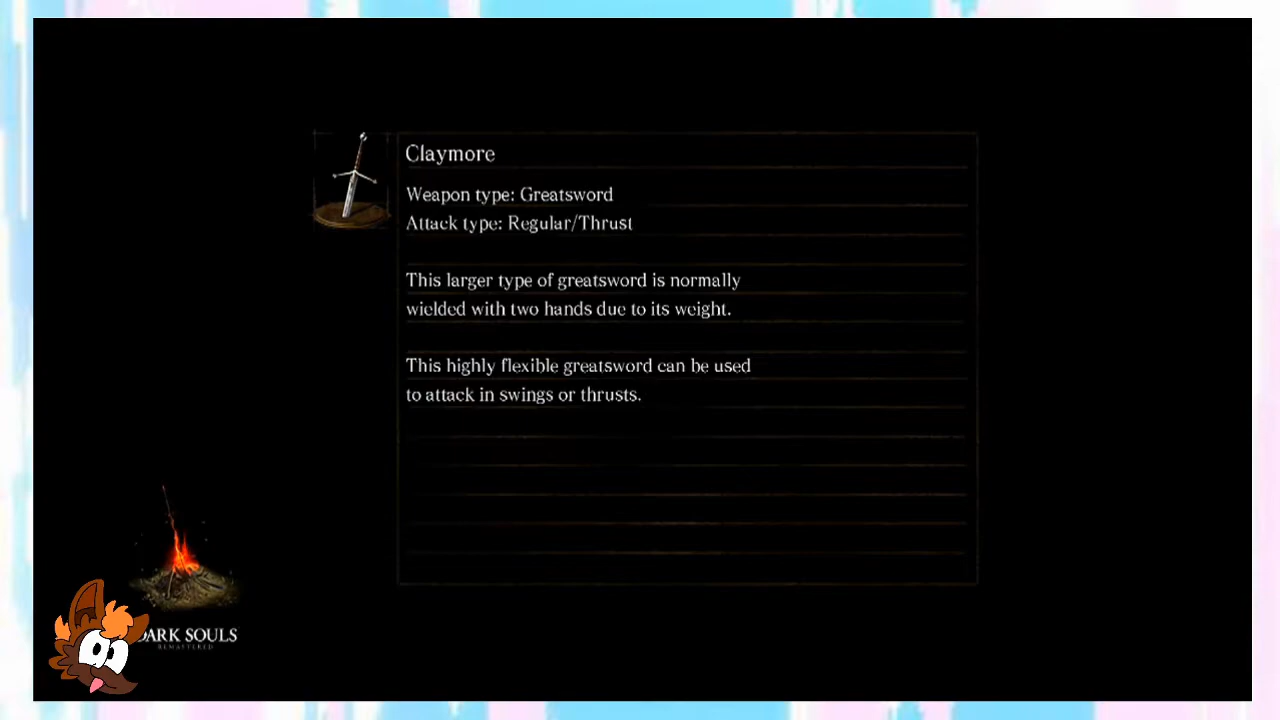 Claymore
Weapon type: Greatsword
Attack type: Regular/Thrust
This larger type of greatsword is normally
wielded with two hands due to its weight.
This highly flexible greatsword can be used
to attack in swings or thrusts.
DARK SOULS
REMASTERED